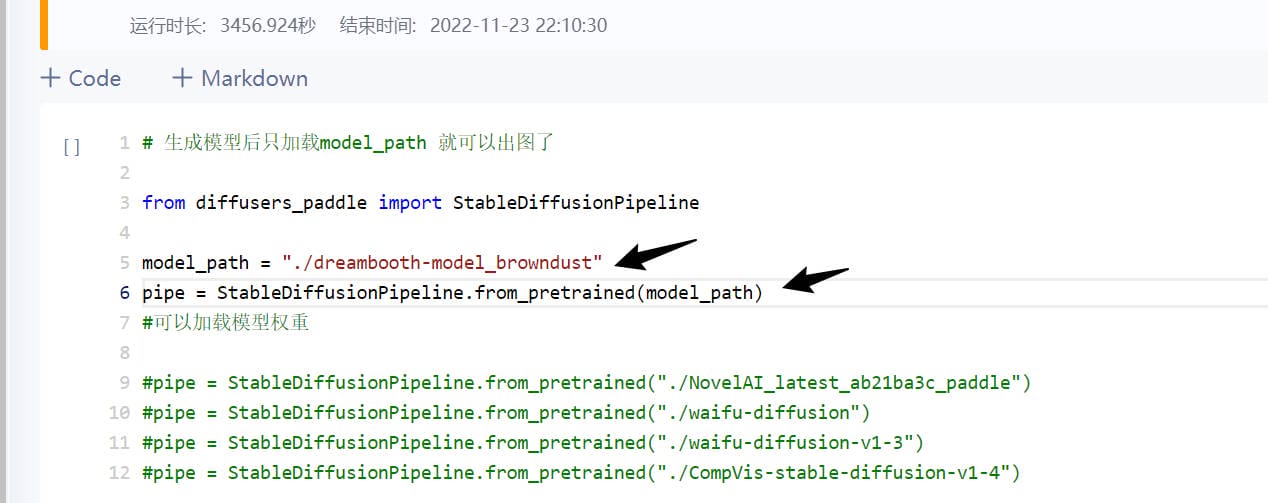 运行时长: 3456.924秒 结束时间: 2022-11-23 22:10:30
+ Code + Markdown
[ ]
1 # 生成模型后只加载model_path 就可以出图了
2
3 from diffusers_paddle import StableDiffusionPipeline
4
5 model_path = "./dreambooth-model_browndust"
6 pipe = StableDiffusionPipeline.from_pretrained(model_path)
7 #可以加载模型权重
8
9 #pipe = StableDiffusionPipeline.from_pretrained("./NovelAI_latest_ab21ba3c_paddle")
10 #pipe = StableDiffusionPipeline.from_pretrained("./waifu-diffusion")
11 #pipe = StableDiffusionPipeline.from_pretrained("./waifu-diffusion-v1-3")
12 #pipe = StableDiffusionPipeline.from_pretrained("./CompVis-stable-diffusion-v1-4")